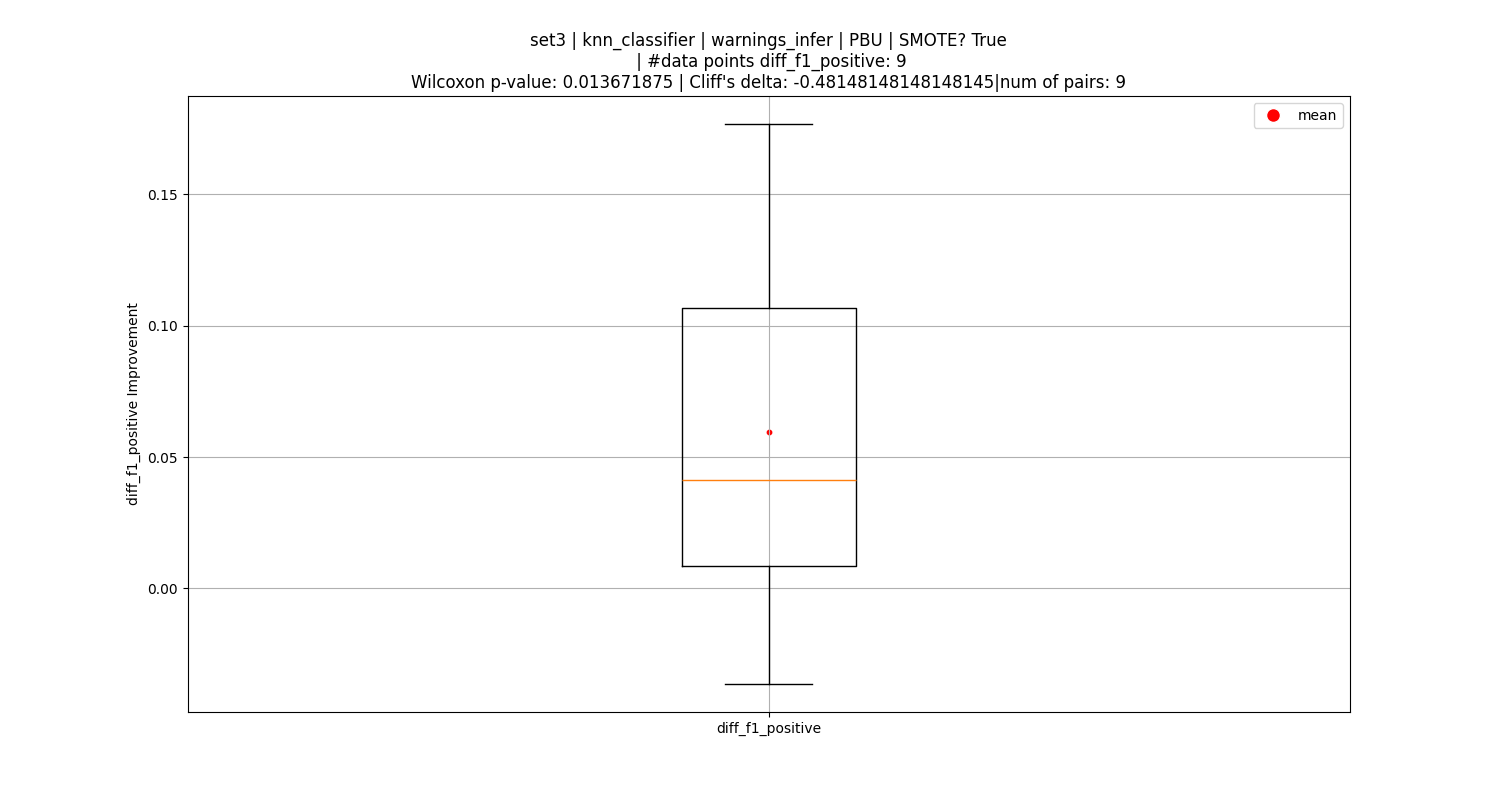 set3 | knn_classifier | warnings_infer | PBU | SMOTE? True
| #data points diff_f1_positive: 9
Wilcoxon p-value: 0.013671875 | Cliff's delta: -0.48148148148148145|num of pairs: 9
mean
0.15
0.10
0.05
0.00
diff_f1_positive Improvement
diff_f1_positive